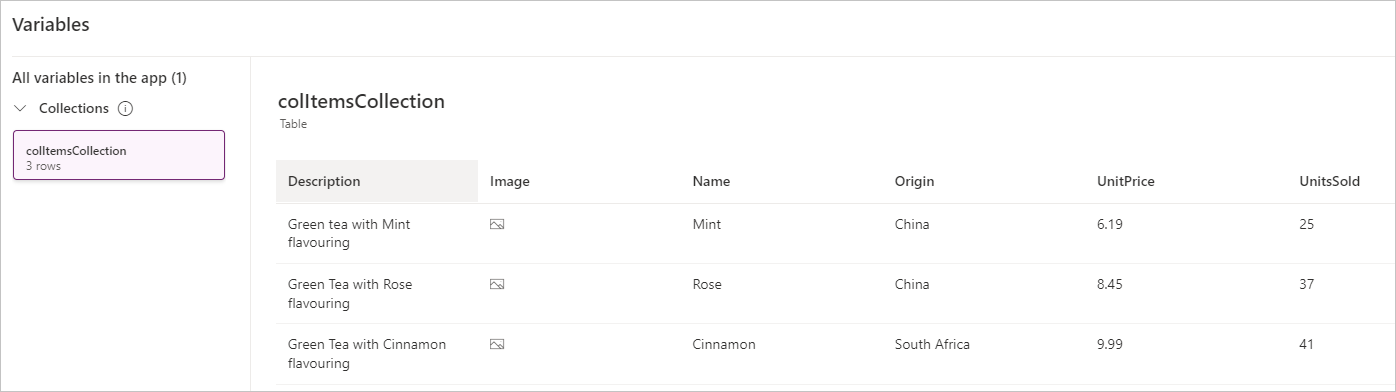 Variables
All variables in the app (1)
Collections
colItemsCollection
3 rows
colItemsCollection
Table
Description Image Name Origin UnitPrice UnitsSold
Green tea with Mint flavouring Mint China 6.19 25
Green Tea with Rose flavouring Rose China 8.45 37
Green Tea with Cinnamon flavouring Cinnamon South Africa 9.99 41